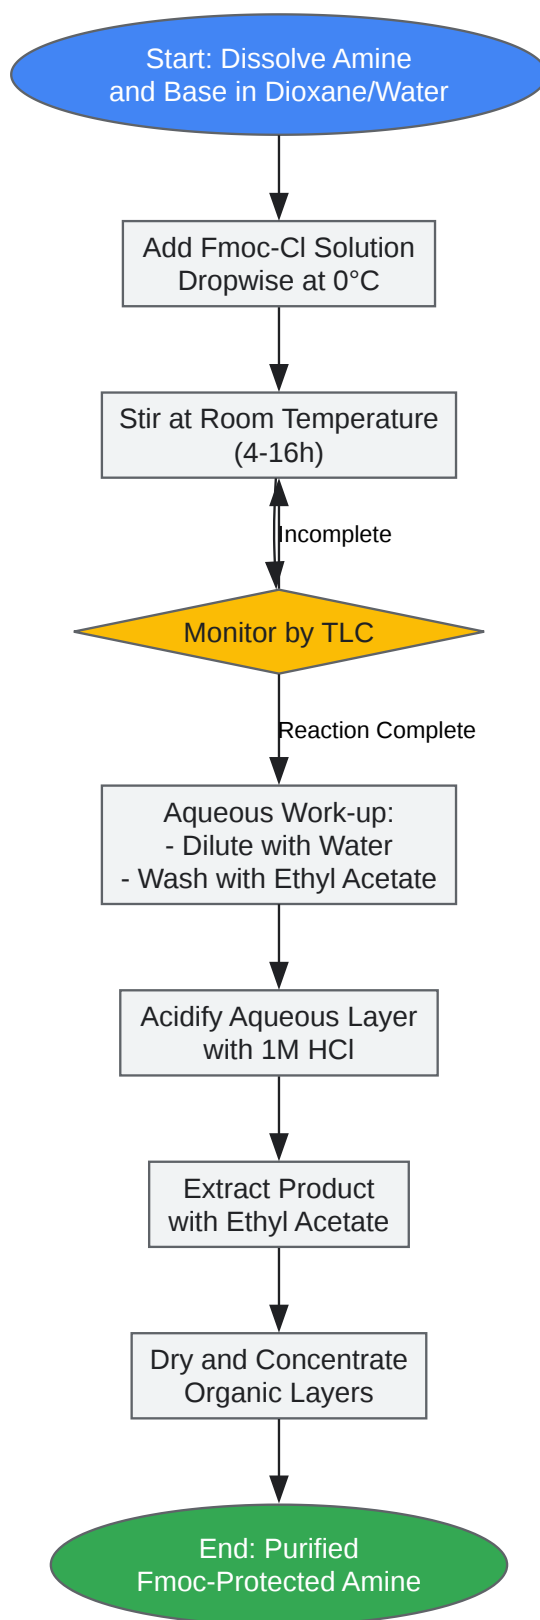 Start: Dissolve Amine
and Base in Dioxane/Water
Add Fmoc-Cl Solution
Dropwise at 0°C
Stir at Room Temperature
(4-16h)
Incomplete
Monitor by TLC
Reaction Complete
Aqueous Work-up:
- Dilute with Water
- Wash with Ethyl Acetate
Acidify Aqueous Layer
with 1M HCl
Extract Product
with Ethyl Acetate
Dry and Concentrate
Organic Layers
End: Purified
Fmoc-Protected Amine